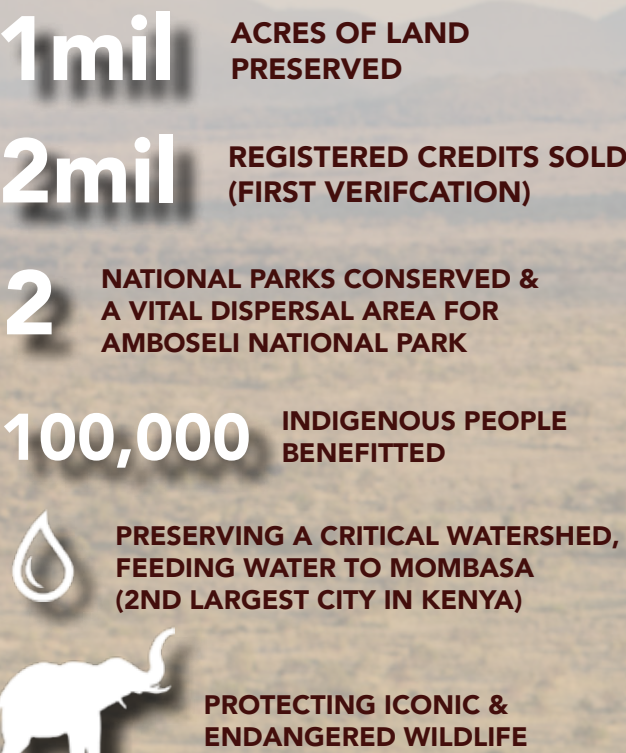 1mil
ACRES OF LAND
PRESERVED
2mil
REGISTERED CREDITS SOLD
(FIRST VERIFCATION)
2
NATIONAL PARKS CONSERVED &
A VITAL DISPERSAL AREA FOR
AMBOSELI NATIONAL PARK
100,000
INDIGENOUS PEOPLE
BENEFITTED
PRESERVING A CRITICAL WATERSHED,
FEEDING WATER TO MOMBASA
(2ND LARGEST CITY IN KENYA)
PROTECTING ICONIC &
ENDANGERED WILDLIFE